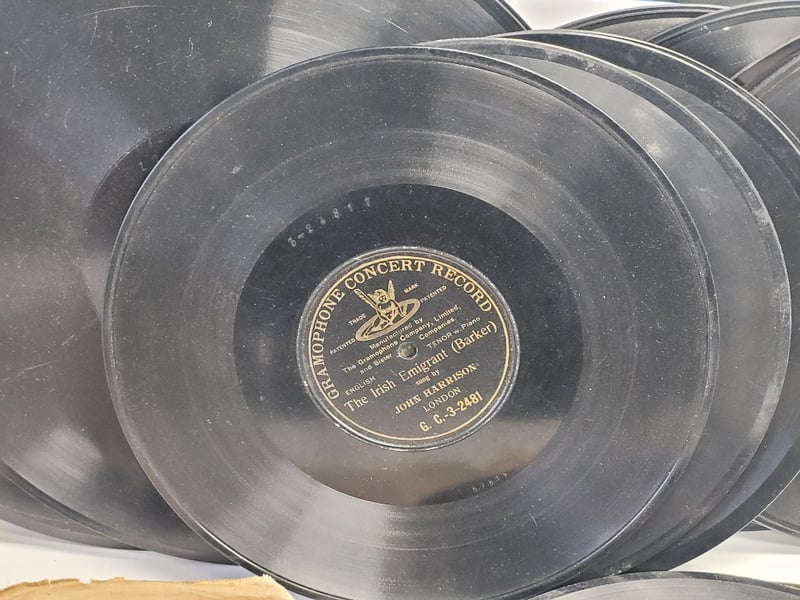 GRAMOPHONE CONCERT RECORD
TRADE MARK
PATENTED PATENTED
Manufactured by
The Gramophone Company, Limited,
and Sister Companies.
ENGLISH TENOR w. Piano
The Irish Emigrant (Barker)
sung by
JOHN HARRISON
LONDON
G. C.-3-2481